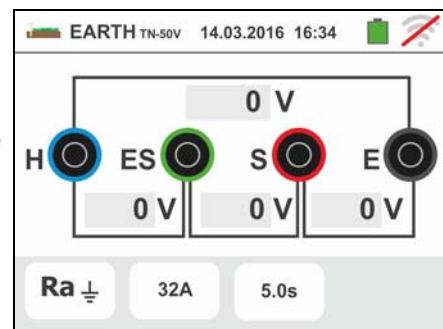 EARTH TN-50V 14.03.2016 16:34
0 V
H ES S E
0 V 0 V 0 V
Ra 32A 5.0s